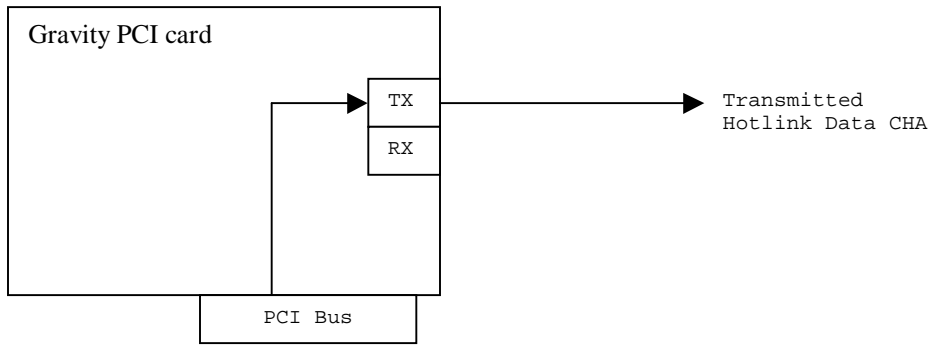 Gravity PCI card
TX
Transmitted
Hotlink Data CHA
RX
PCI Bus